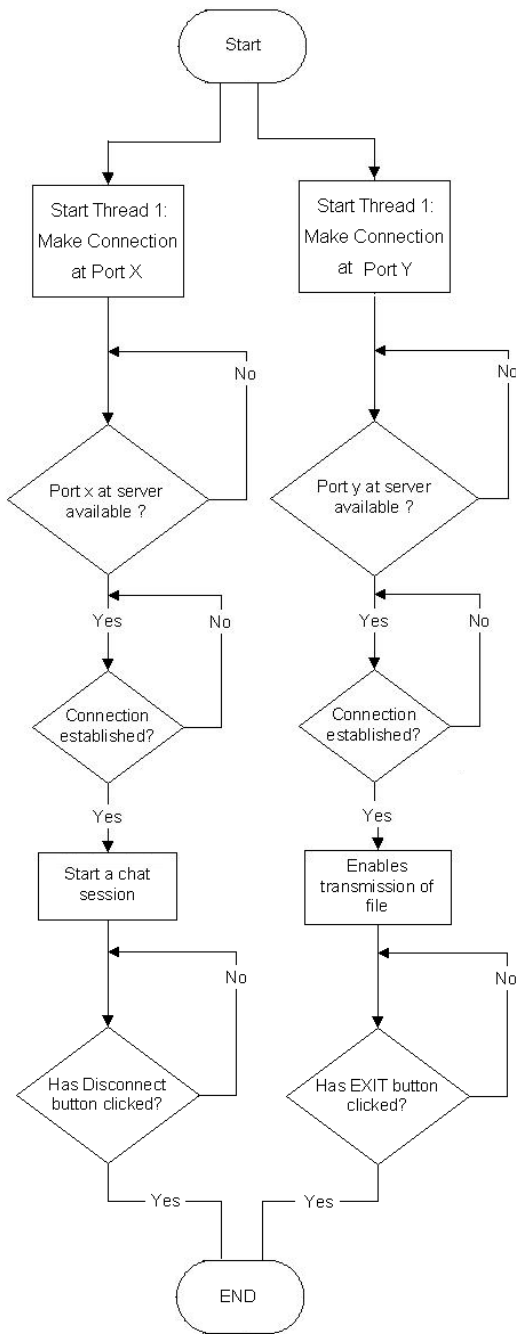 Start
Start Thread 1:
Make Connection
at Port X
Start Thread 1:
Make Connection
at Port Y
No
No
Port x at server
available ?
Port y at server
available ?
Yes
No
Yes
No
Connection
established?
Connection
established?
Yes
Yes
Start a chat
session
Enables
transmission of
file
No
No
Has Disconnect
button clicked?
Has EXIT button
clicked?
Yes
Yes
END